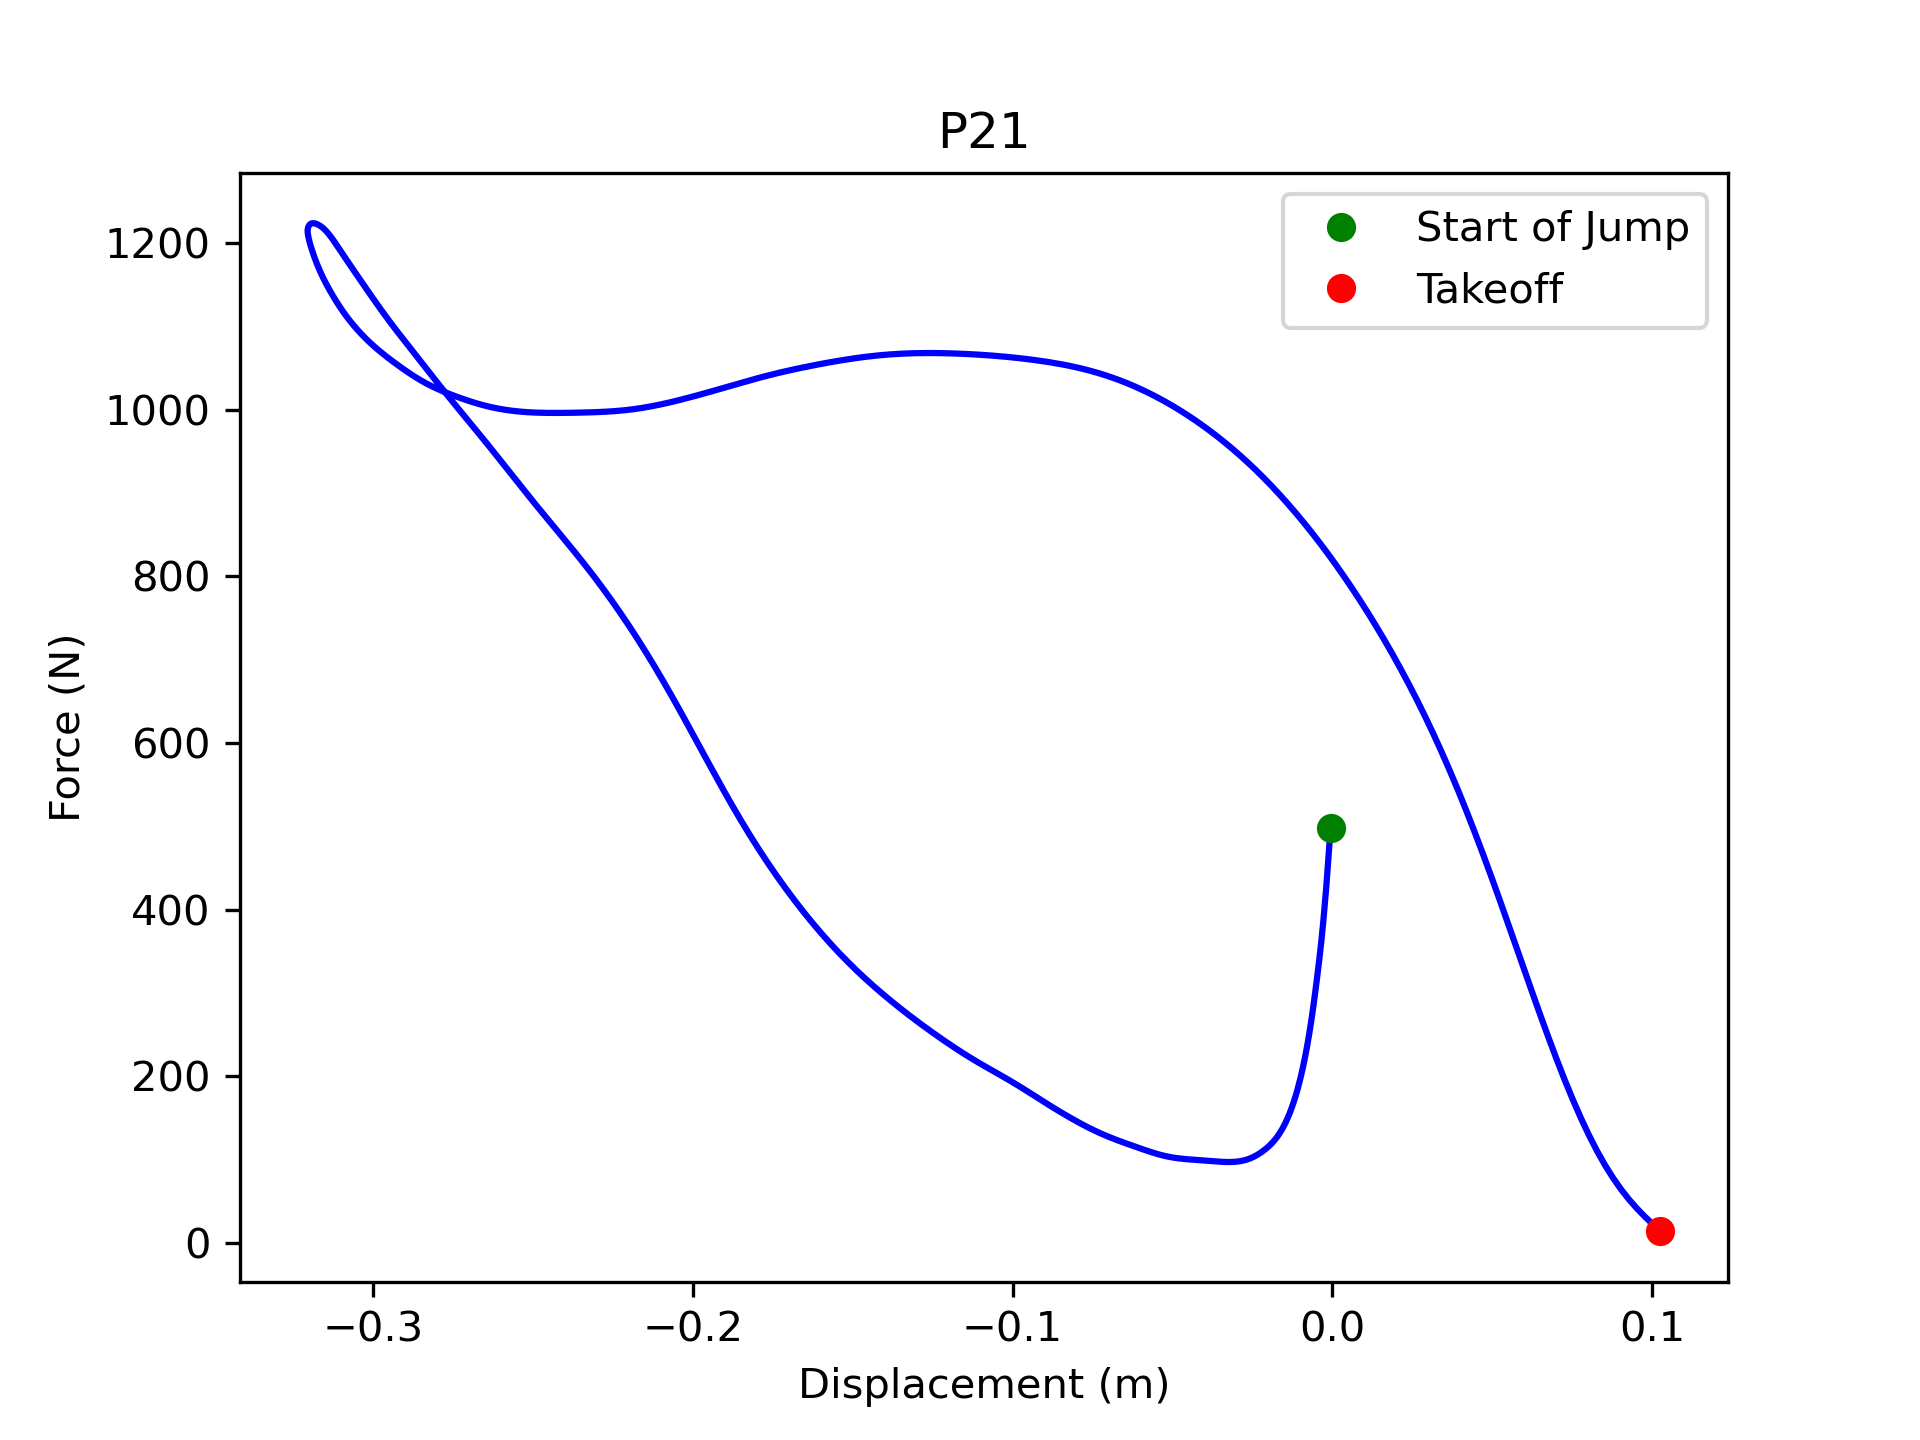 P21
Start of Jump
Takeoff
1200
1000
800
600
400
200
0
Force (N)
−0.3
−0.2
−0.1
0.0
0.1
Displacement (m)